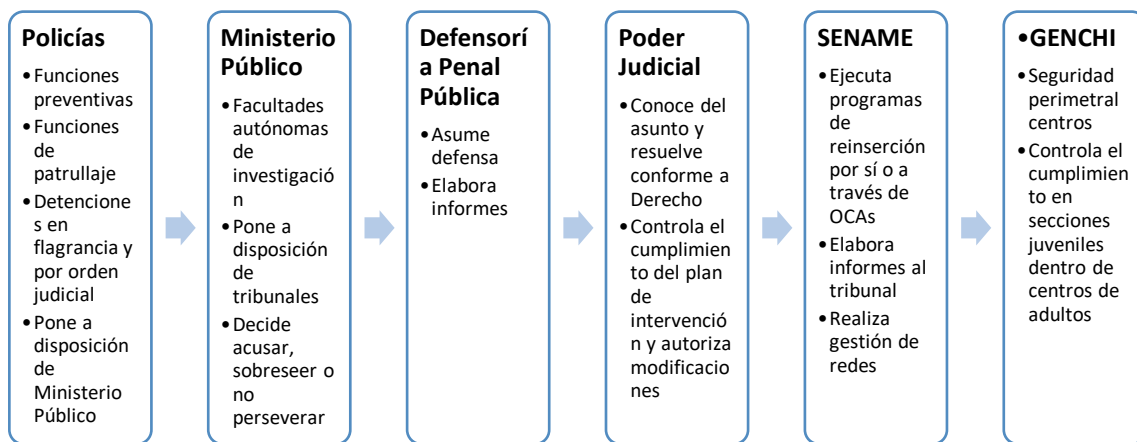 Policías
•Funciones
preventivas
•Funciones
de
patrullaje
•Detencione
s en
flagrancia y
por orden
judicial
•Pone a
disposición
de
Ministerio
Público
Ministerio
Público
•Facultades
autónomas
de
investigació
n
•Pone a
disposición
de
tribunales
•Decide
acusar,
sobreseer o
no
perseverar
Defensorí
a Penal
Pública
•Asume
defensa
•Elabora
informes
Poder
Judicial
•Conoce del
asunto y
resuelve
conforme a
Derecho
•Controla el
cumplimien
to del plan
de
intervenció
n y autoriza
modificacio
nes
SENAME
•Ejecuta
programas
de
reinserción
por sí o a
través de
OCAs
•Elabora
informes al
tribunal
•Realiza
gestión de
redes
•GENCHI
•Seguridad
perimetral
centros
•Controla el
cumplimien
to en
secciones
juveniles
dentro de
centros de
adultos